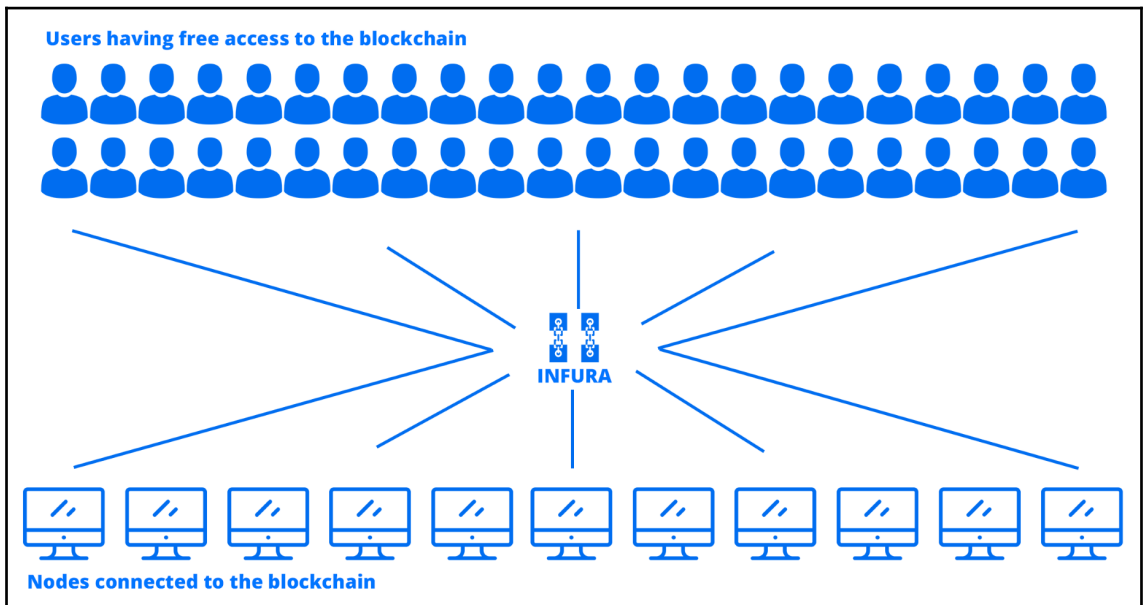 Users having free access to the blockchain
INFURA
Nodes connected to the blockchain